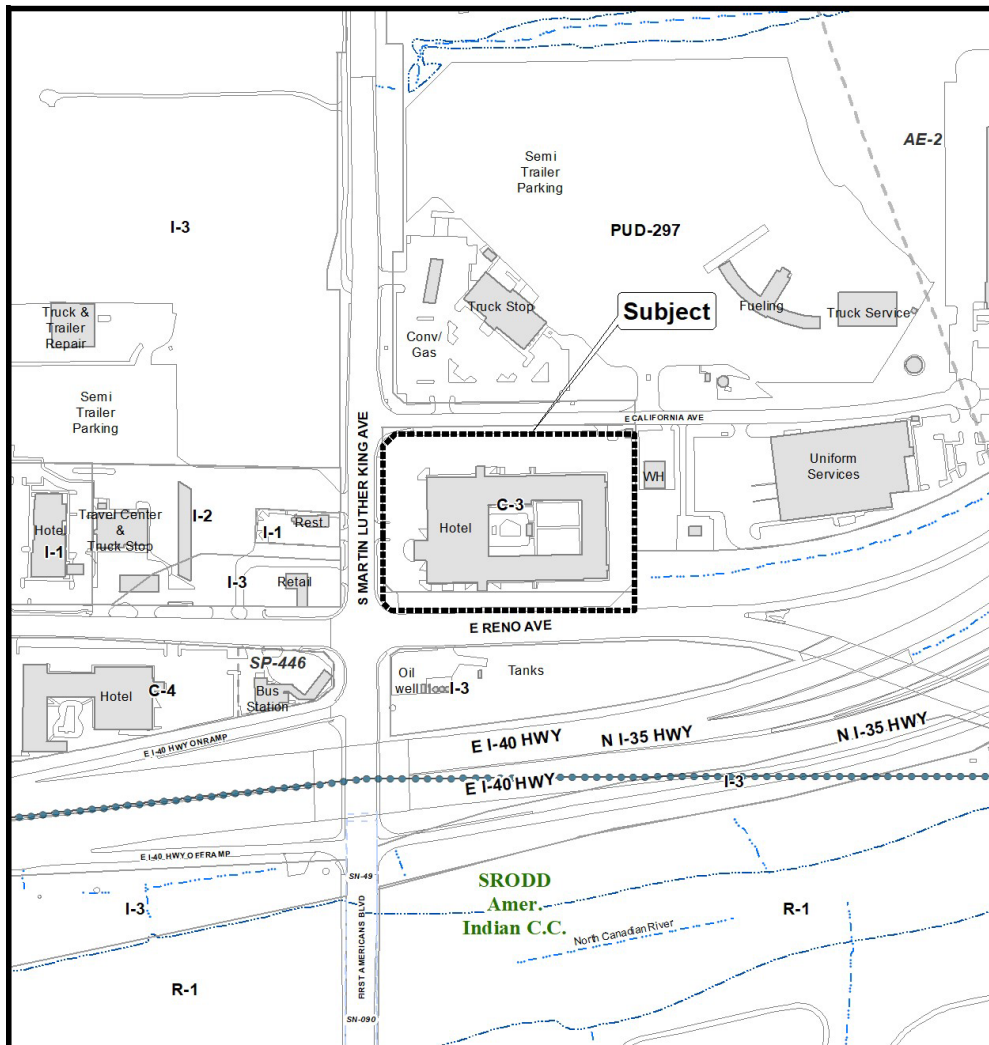 AE-2
Semi
Trailer
Parking
I-3
PUD-297
Subject
Truck &
Trailer
Repair
Truck Stop
Fueling
Truck Service
Conv/
Gas
Semi
Trailer
Parking
E CALIFORNIA AVE
S MARTIN LUTHER KING AVE
Uniform
Services
WH
C-3
Hotel
Hotel
I-1
Travel Center
&
Truck Stop
I-2
Rest.
I-1
I-3
Retail
E RENO AVE
SP-446
Hotel
C-4
Bus
Station
Oil
well
I-3
Tanks
E I-40 HWY ONRAMP
E I-40 HWY
N I-35 HWY
N I-35 HWY
E I-40 HWY
I-3
E I-40 HWY OFFRAMP
SN-49
SRODD
Amer.
Indian C.C.
I-3
R-1
North Canadian River
FIRST AMERICANS BLVD
R-1
SN-090